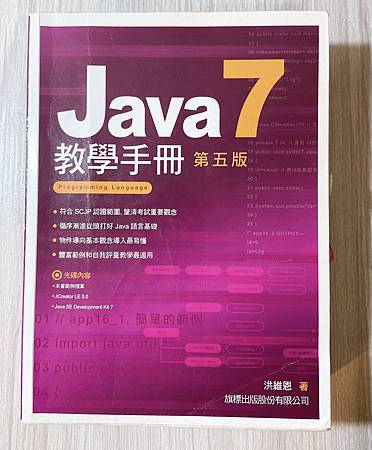 Java 7
教學手冊 第五版
Programming Language
符合 SCJP 認證範圍, 釐清考試重要觀念
循序漸進從頭打好 Java 語言基礎
物件導向基本觀念導入最易懂
豐富範例和自我評量教學最適用
光碟內容
本書範例檔案
JCreator LE 5.0
Java SE Development Kit 7
01 // app16_1, 簡單的範例
02 import java.util.
03 public c
04 {
洪維恩 著
旗標出版股份有限公司